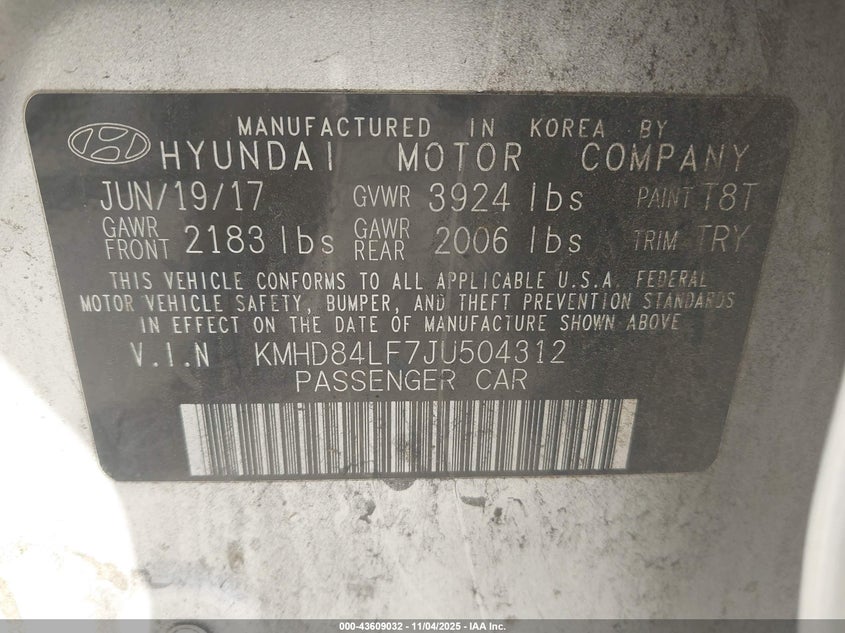 MANUFACTURED IN KOREA BY
HYUNDAI MOTOR COMPANY
JUN/19/17 GVWR 3924 lbs PAINT T8T
GAWR FRONT 2183 lbs GAWR REAR 2006 lbs TRIM TRY
THIS VEHICLE CONFORMS TO ALL APPLICABLE U.S.A. FEDERAL
MOTOR VEHICLE SAFETY, BUMPER, AND THEFT PREVENTION STANDARDS
IN EFFECT ON THE DATE OF MANUFACTURE SHOWN ABOVE
V.I.N KMHD84LF7JU504312
PASSENGER CAR
000-43609032 - 11/04/2025 - IAA Inc.